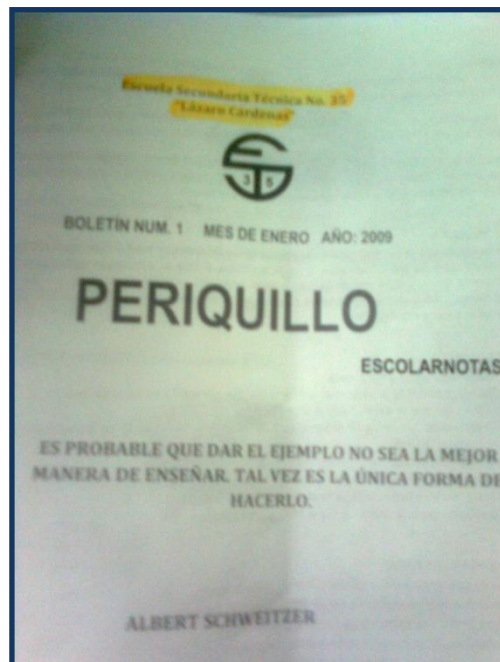 Escuela Secundaria Técnica No. 35
"Lázaro Cardenas"
3 5
BOLETÍN NUM. 1 MES DE ENERO AÑO: 2009
PERIQUILLO
ESCOLARNOTAS
ES PROBABLE QUE DAR EL EJEMPLO NO SEA LA MEJOR
MANERA DE ENSEÑAR. TAL VEZ ES LA ÚNICA FORMA DE
HACERLO.
ALBERT SCHWEITZER